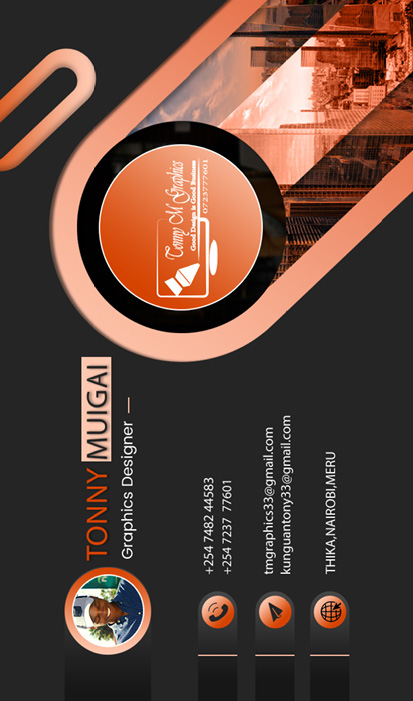 TONNY MUIGAI
Graphics Designer
+254 7482 44583
+254 7237 77601
tmgraphics33@gmail.com
kunguantony33@gmail.com
THIKA,NAIROBI,MERU
Tonny M Graphics
Good Design is Good Business
0723777601